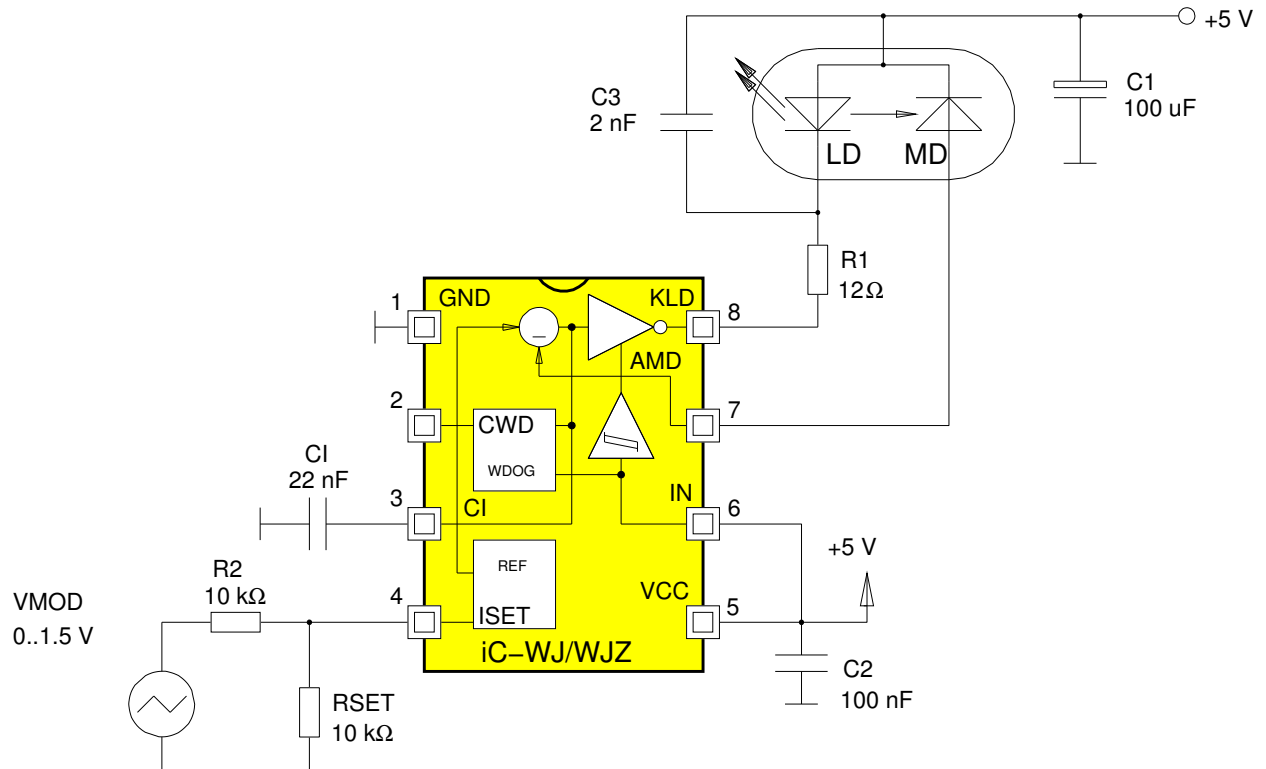 +5 V
C3
2 nF
C1
100 uF
LD
MD
R1
12Ω
1
GND
KLD
8
_
AMD
2
CWD
7
WDOG
CI
22 nF
3
CI
IN
6
+5 V
R2
10 kΩ
REF
VMOD
0..1.5 V
4
ISET
VCC
5
iC–WJ/WJZ
C2
100 nF
RSET
10 kΩ